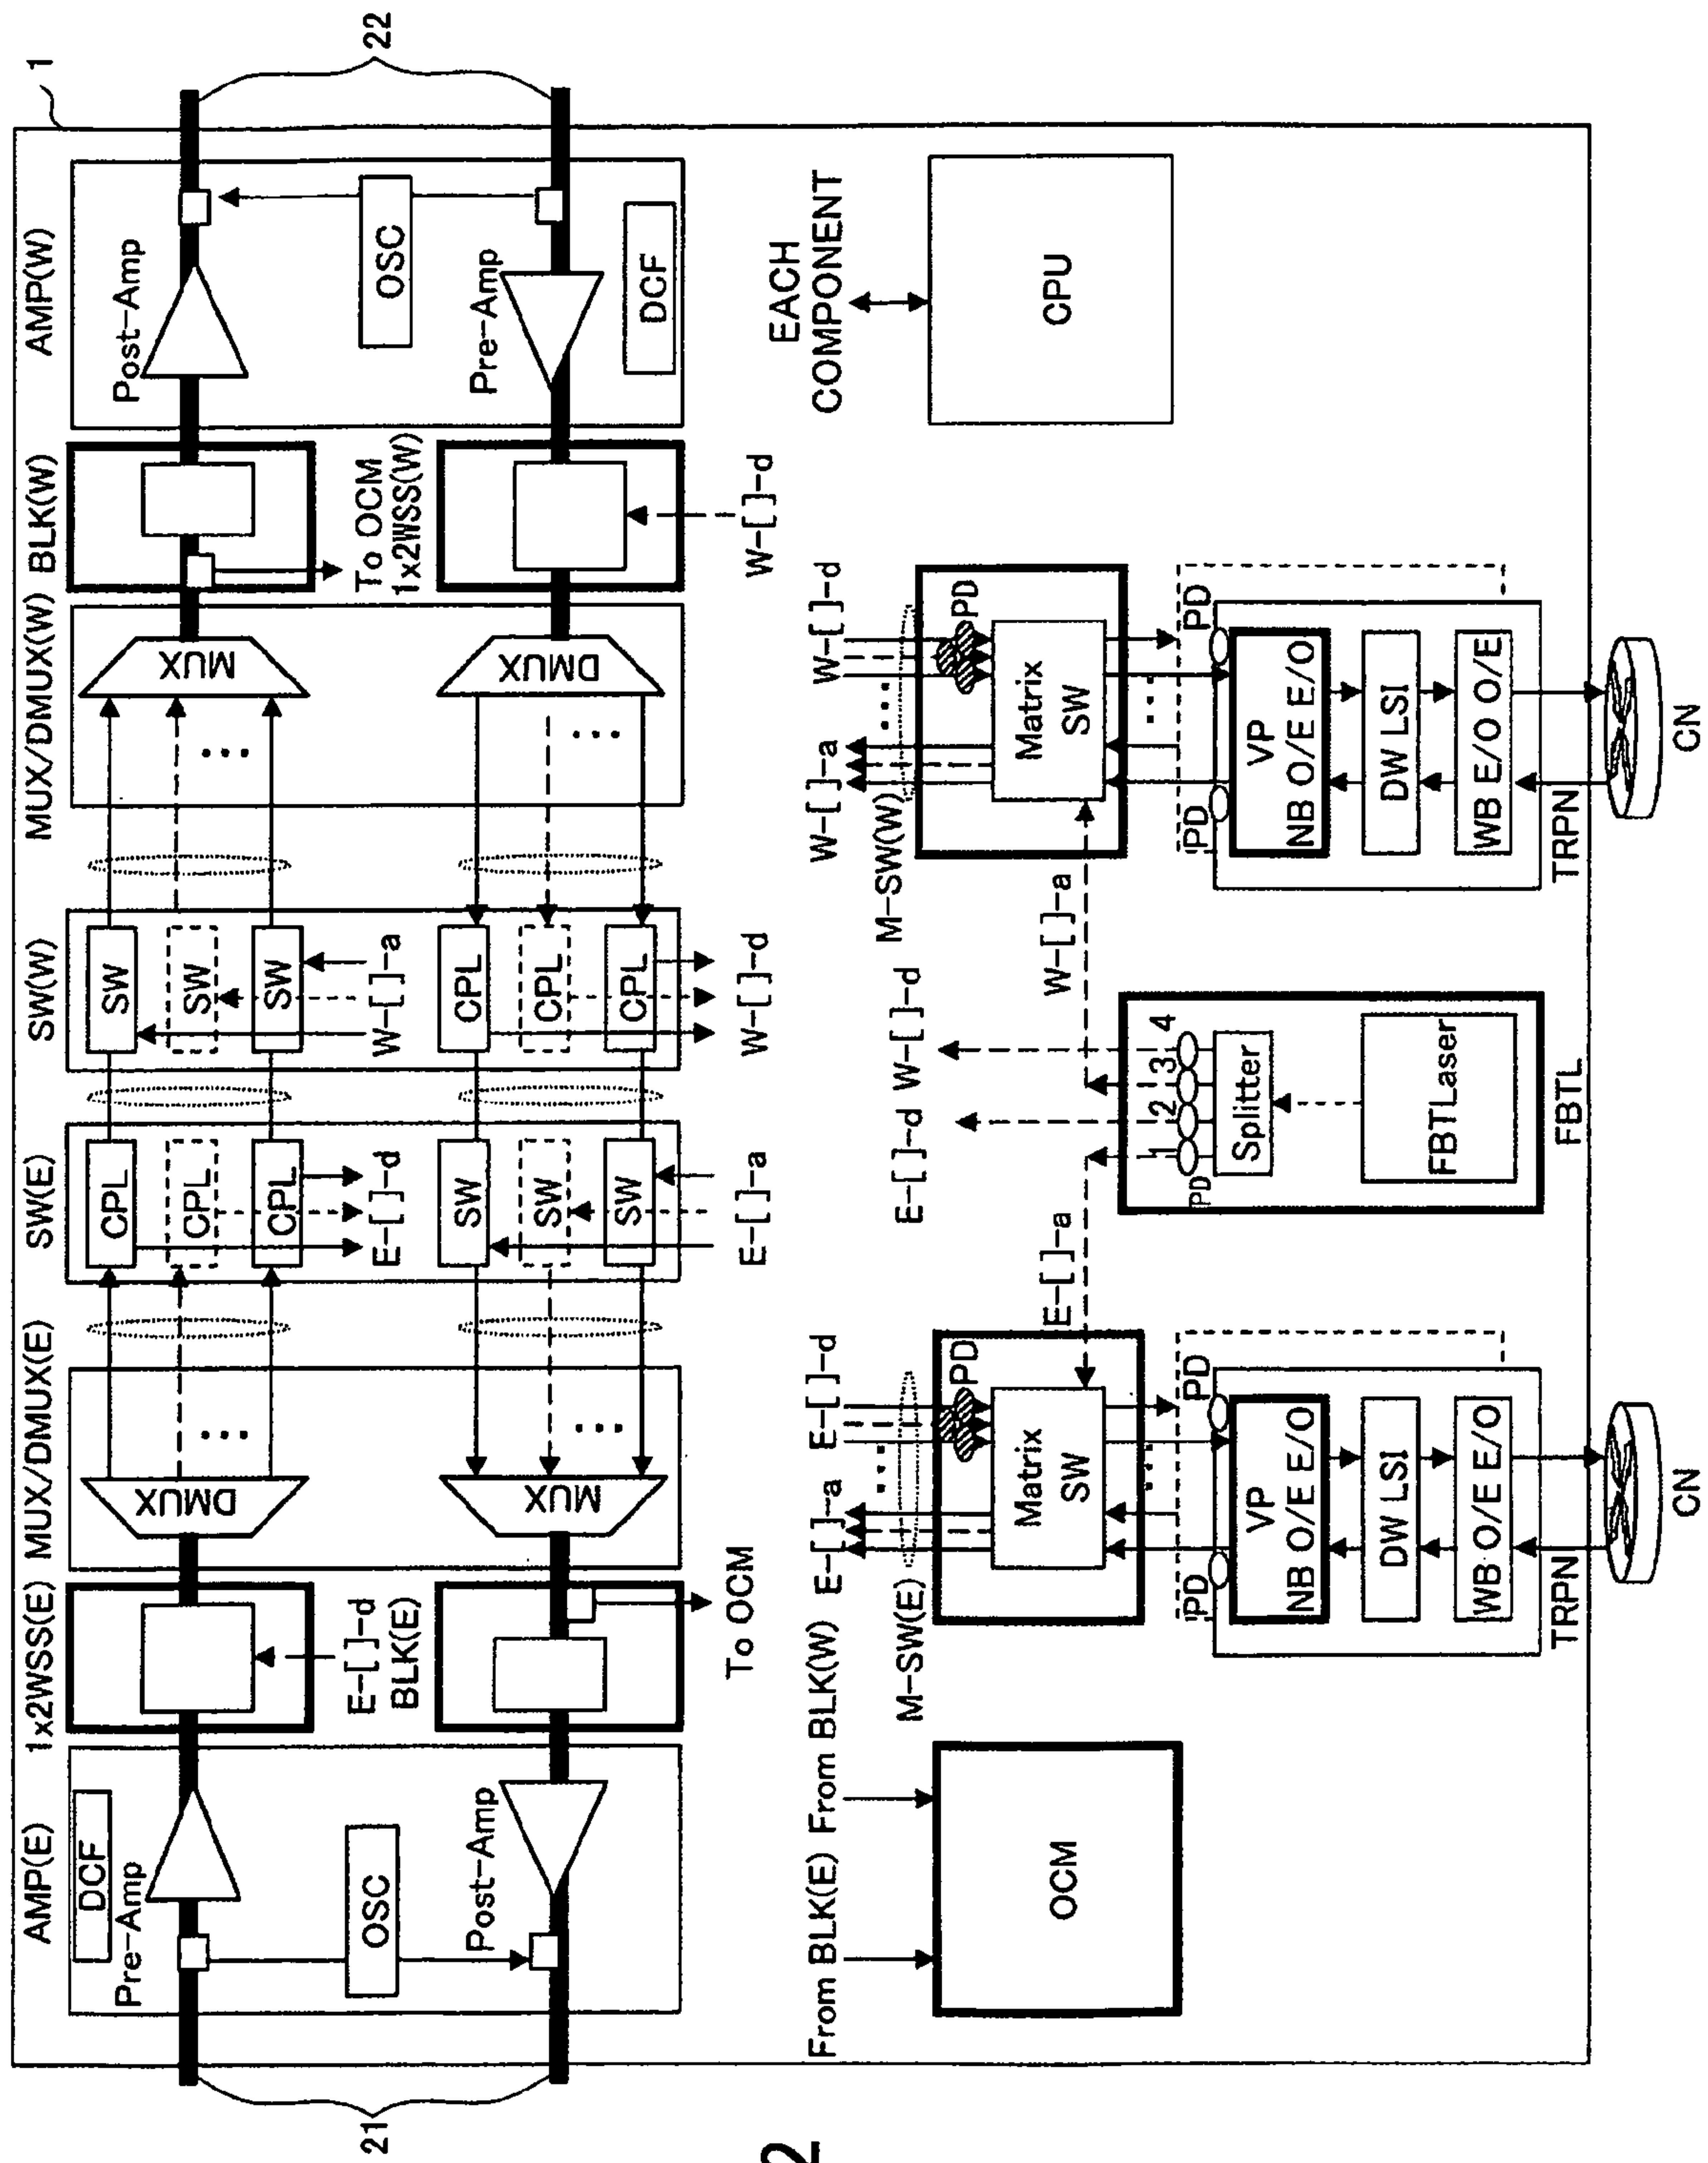 1
AMP(E)
1x2WSS(E)
MUX/DMUX(E)
SW(E)
SW(W)
MUX/DMUX(W)
BLK(W)
AMP(W)
DCF
Pre-Amp
DMUX
CPL
SW
MUX
Post-Amp
CPL
SW
CPL
SW
E-[]-d
W-[]-a
To OCM
OSC
E-[]-d
BLK(E)
1x2WSS(W)
OSC
21
22
Post-Amp
MUX
SW
CPL
DMUX
Pre-Amp
SW
CPL
SW
CPL
DCF
To OCM
E-[]-a
W-[]-d
W-[]-d
2
From BLK(E)
From BLK(W)
E-[]-a
E-[]-d
W-[]-a
W-[]-d
EACH
COMPONENT
M-SW(E)
E-[]-d
W-[]-d
M-SW(W)
PD
PD
OCM
Matrix
SW
E-[]-a
W-[]-a
Matrix
SW
CPU
PD
1
2
3
4
PD
PD
Splitter
PD
PD
VP
NB O/E E/O
VP
NB O/E E/O
DW LSI
FBTLaser
DW LSI
WB O/E E/O
WB E/O O/E
TRPN
FBTL
TRPN
CN
CN